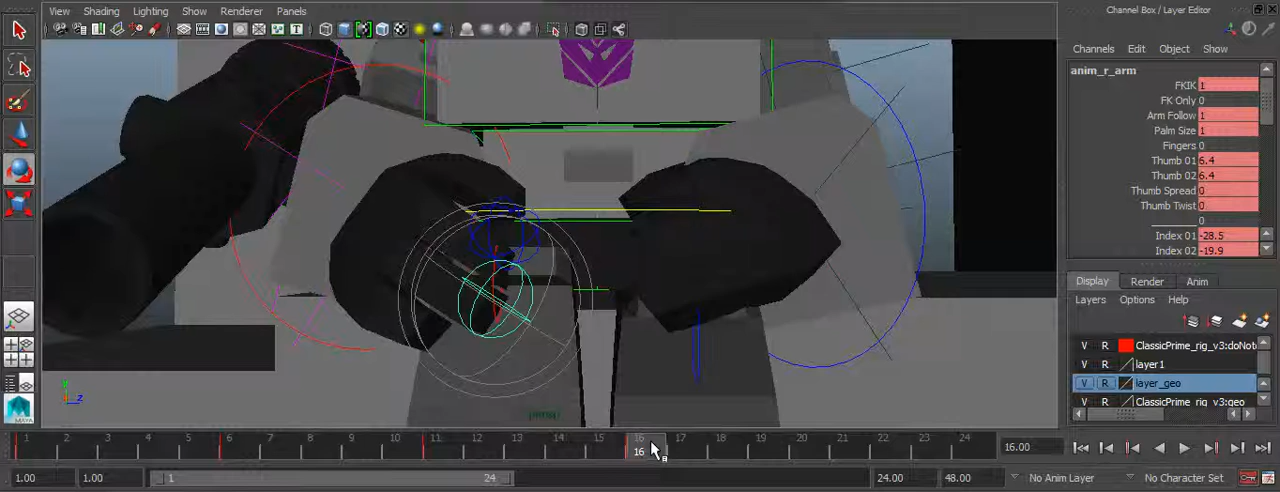 View Shading Lighting Show Renderer Panels
Channel Box / Layer Editor
Channels Edit Object Show
anim_r_arm
FKIK 1
FK Only 0
Arm Follow 1
Palm Size 1
Fingers 0
Thumb 01 6.4
Thumb 02 6.4
Thumb Spread 0
Thumb Twist 0
0
Index 01 -28.5
Index 02 -19.9
Display Render Anim
Layers Options Help
V R ClassicPrime_rig_v3:doNot
V R layer1
V R layer_geo
V R ClassicPrime_rig_v3:geo
persp
y
z
MAYA
1 2 3 4 5 6 7 8 9 10 11 12 13 14 15 16 17 18 19 20 21 22 23 24
16
16.00
1.00 1.00 1 24 24.00 48.00 No Anim Layer No Character Set